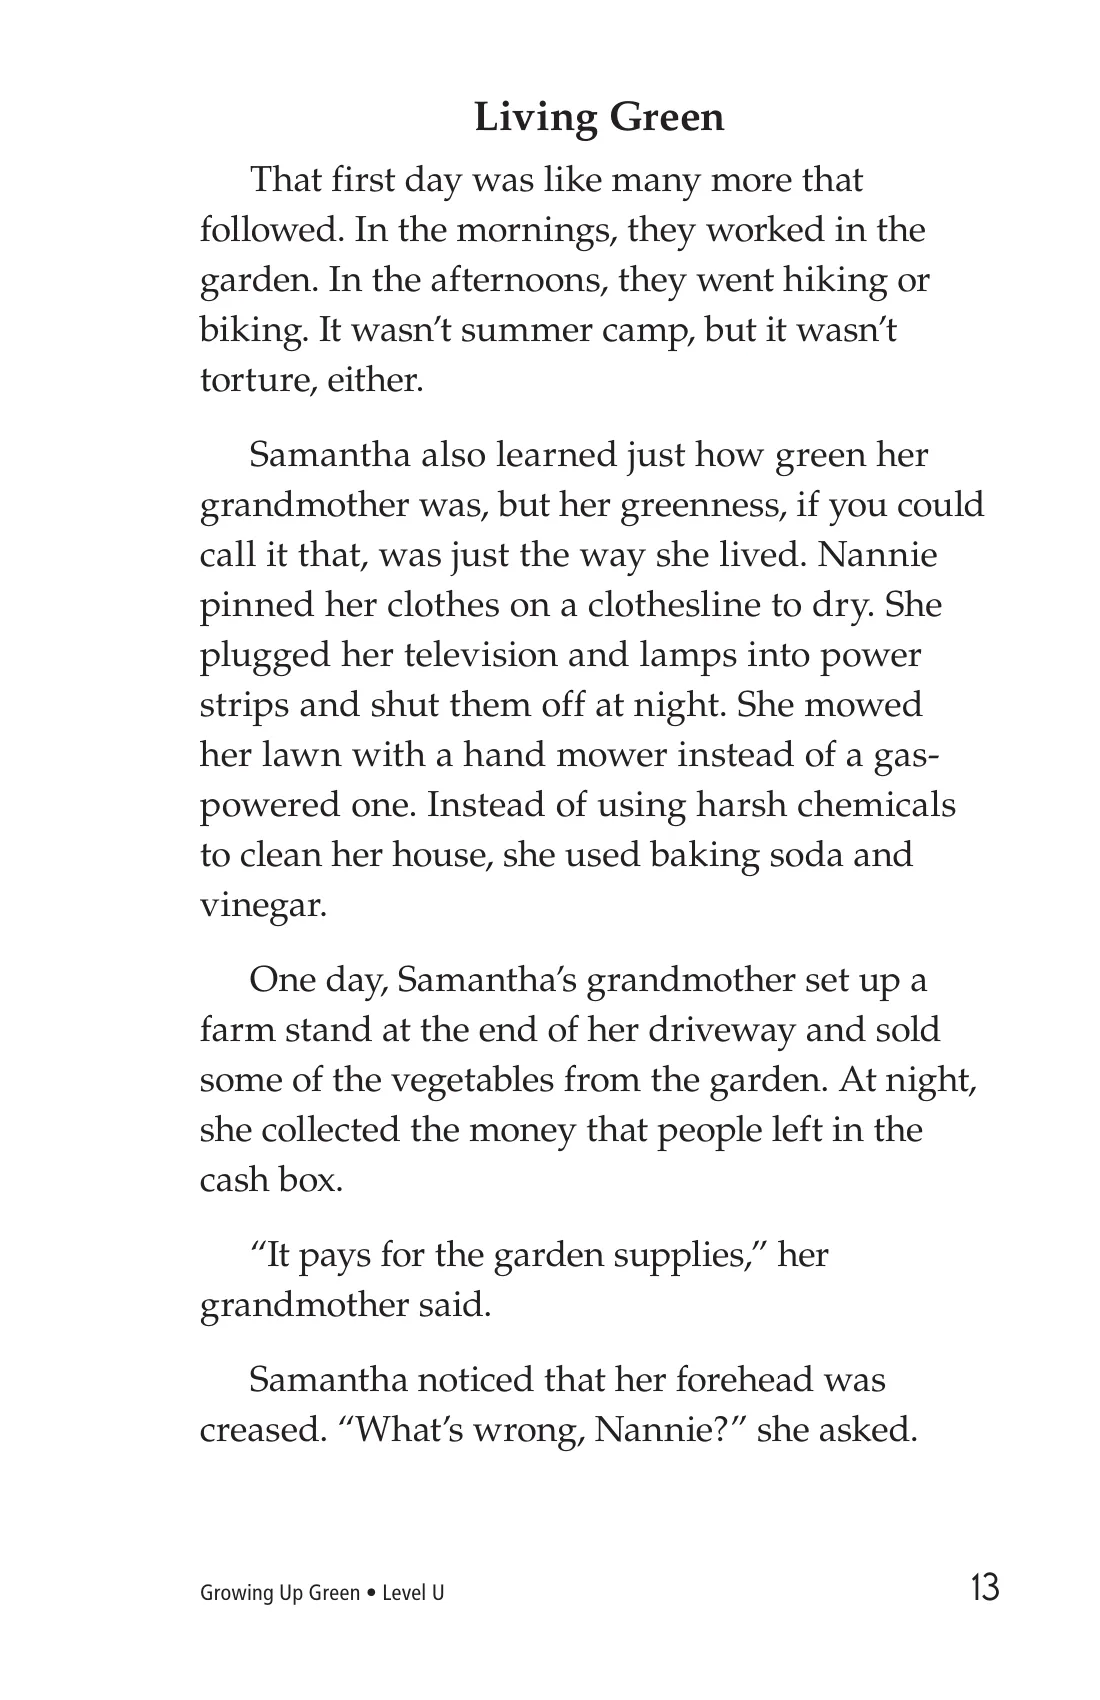 Living Green
That first day was like many more that
followed. In the mornings, they worked in the
garden. In the afternoons, they went hiking or
biking. It wasn’t summer camp, but it wasn’t
torture, either.
Samantha also learned just how green her
grandmother was, but her greenness, if you could
call it that, was just the way she lived. Nannie
pinned her clothes on a clothesline to dry. She
plugged her television and lamps into power
strips and shut them off at night. She mowed
her lawn with a hand mower instead of a gas-
powered one. Instead of using harsh chemicals
to clean her house, she used baking soda and
vinegar.
One day, Samantha’s grandmother set up a
farm stand at the end of her driveway and sold
some of the vegetables from the garden. At night,
she collected the money that people left in the
cash box.
“It pays for the garden supplies,” her
grandmother said.
Samantha noticed that her forehead was
creased. “What’s wrong, Nannie?” she asked.
Growing Up Green • Level U
13